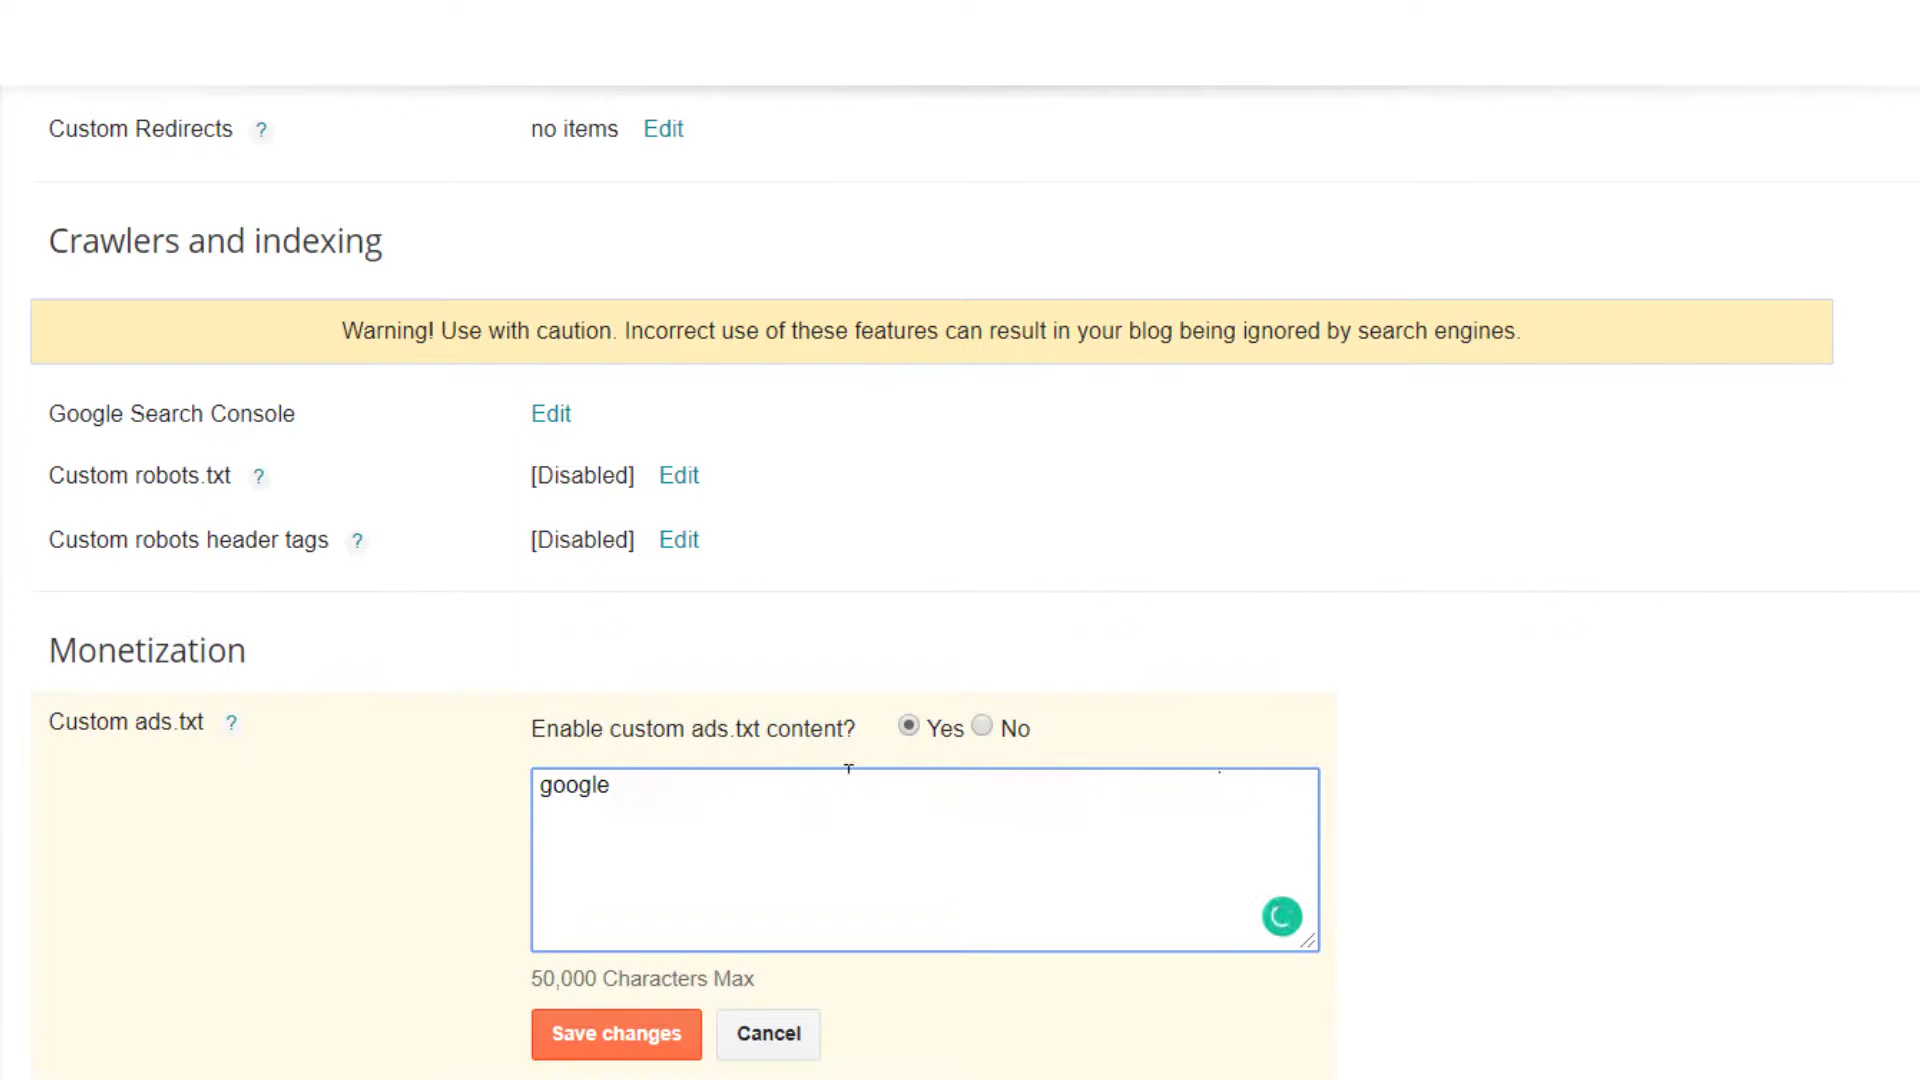 Custom Redirects ? no items Edit
Crawlers and indexing
Warning! Use with caution. Incorrect use of these features can result in your blog being ignored by search engines.
Google Search Console Edit
Custom robots.txt ? [Disabled] Edit
Custom robots header tags ? [Disabled] Edit
Monetization
Custom ads.txt ? Enable custom ads.txt content? Yes No
google
50,000 Characters Max
Save changes Cancel